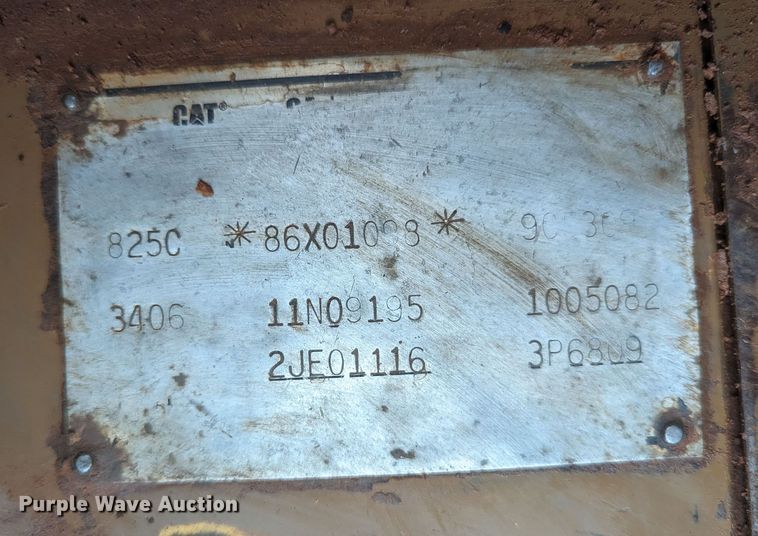 CAT®
825C *86X01098*
3406 11N09195 1005082
2JE01116 3P6809
Purple Wave Auction